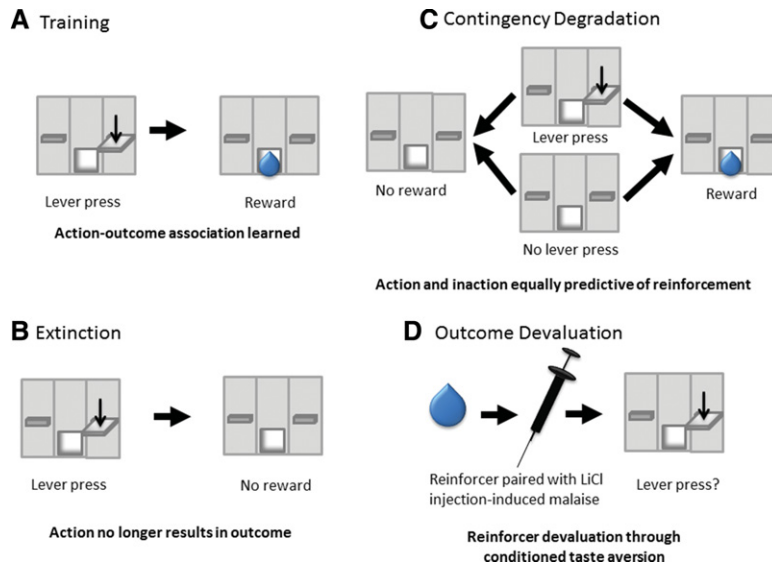 A Training
Lever press
Reward
Action-outcome association learned
B Extinction
Lever press
No reward
Action no longer results in outcome
C Contingency Degradation
Lever press
No reward
Reward
No lever press
Action and inaction equally predictive of reinforcement
D Outcome Devaluation
Reinforcer paired with LiCl
injection-induced malaise
Lever press?
Reinforcer devaluation through
conditioned taste aversion